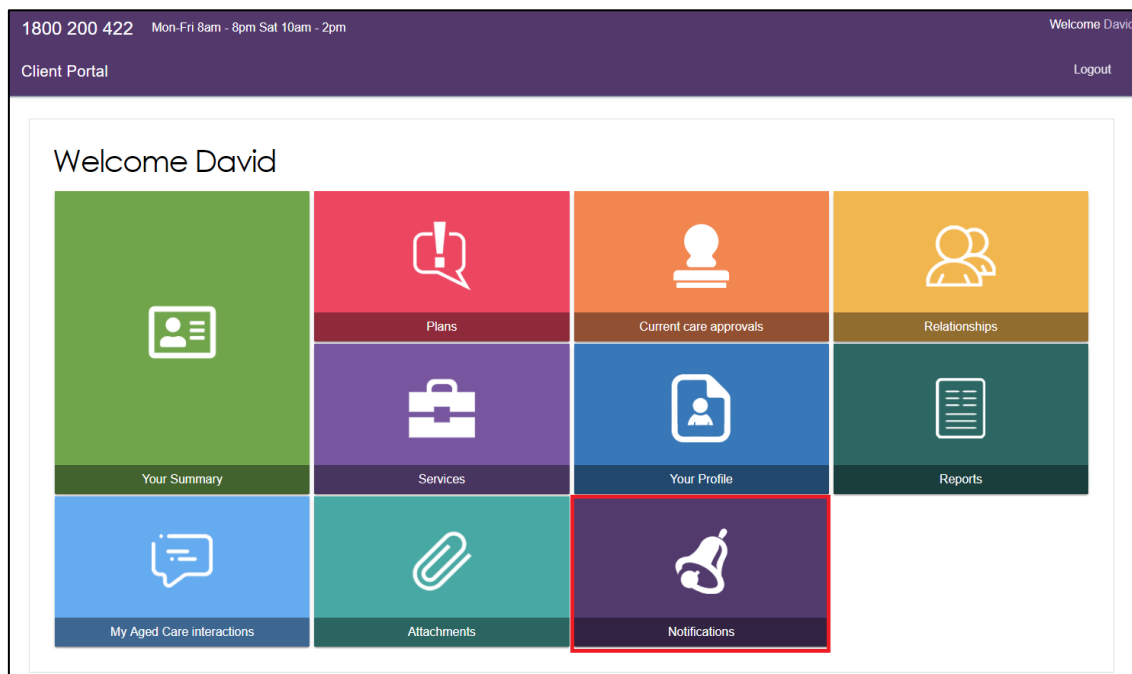 1800 200 422 Mon-Fri 8am - 8pm Sat 10am - 2pm Welcome David
Client Portal Logout
Welcome David
Plans Current care approvals Relationships
Your Summary Services Your Profile Reports
My Aged Care interactions Attachments Notifications